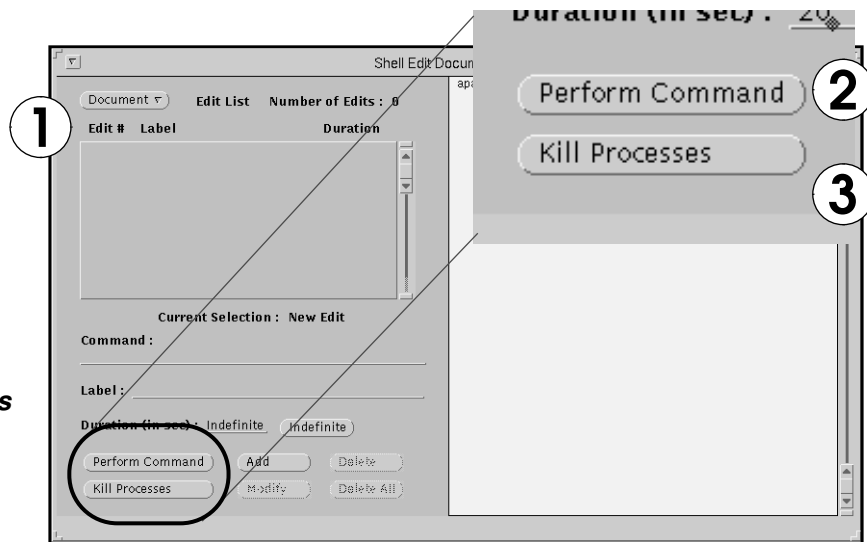 Duration (in sec) : 20
Shell Edit Docum
apa
Document
Edit List
Number of Edits : 0
Edit # Label Duration
1
Perform Command
2
Kill Processes
3
Current Selection : New Edit
Command :
Label :
s
Duration (in sec) : Indefinite Indefinite
Perform Command Add Delete
Kill Processes Modify Delete All